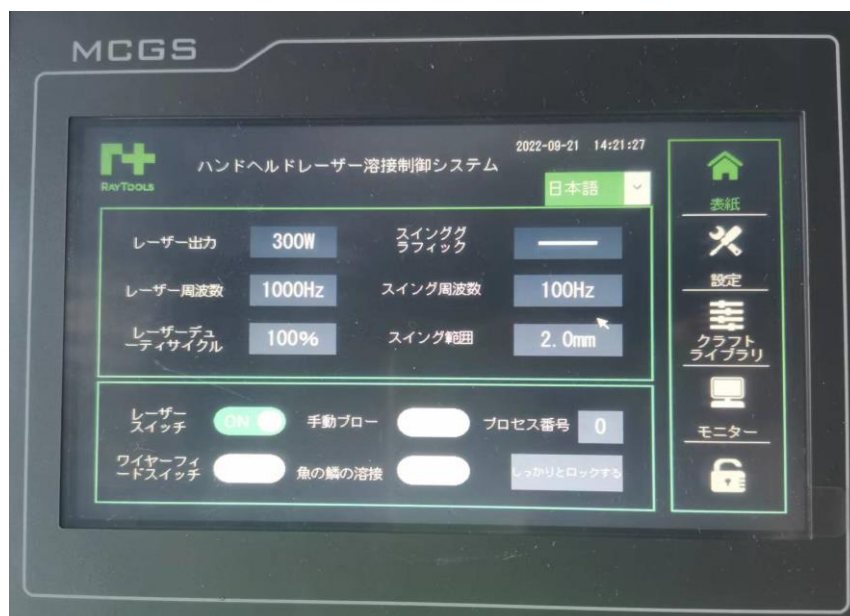 MCGS
RAYTOOLS
ハンドヘルドレーザー溶接制御システム
2022-09-21 14:21:27
日本語
レーザー出力
300W
スインググ
ラフィック
レーザー周波数
1000Hz
スイング周波数
100Hz
レーザーデュ
ーティサイクル
100%
スイング範囲
2.0mm
レーザー
スイッチ
ON
手動ブロー
プロセス番号
0
ワイヤーフィ
ードスイッチ
魚の鱗の溶接
しっかりとロックする
表紙
設定
クラフト
ライブラリ
モニター